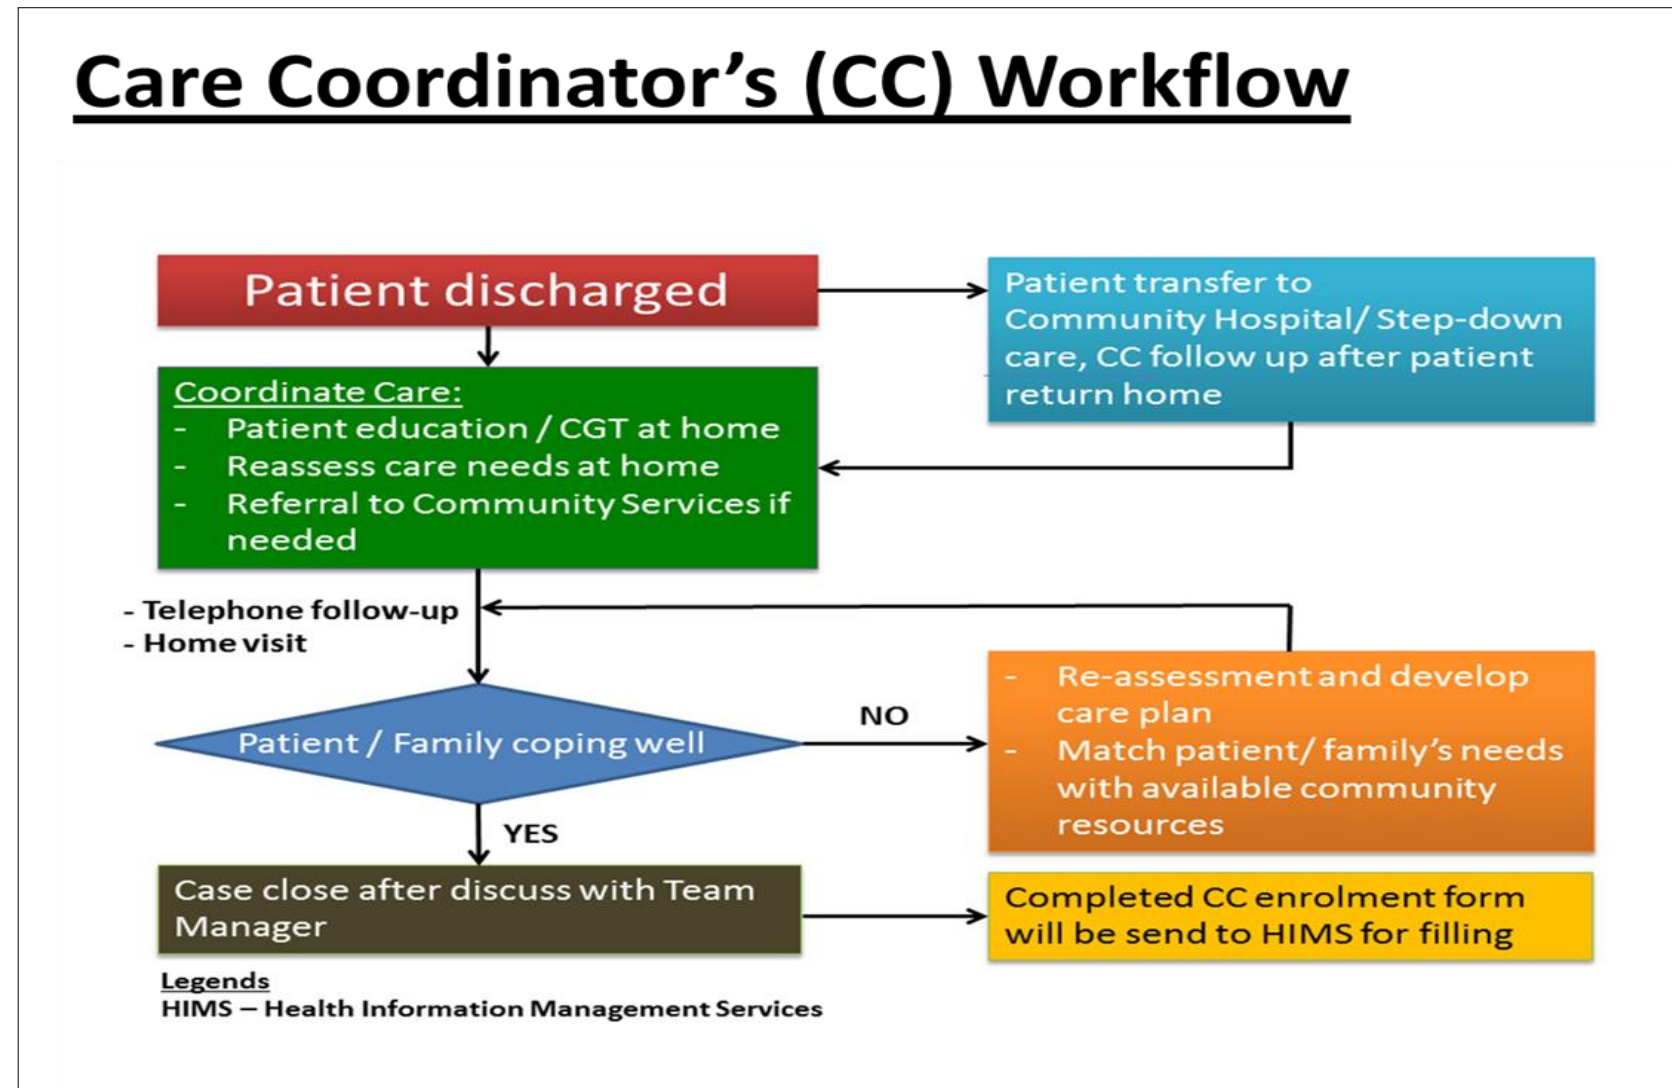 Care Coordinator’s (CC) Workflow
Patient discharged
Patient transfer to
Community Hospital/ Step-down
care, CC follow up after patient
return home
Coordinate Care:
- Patient education / CGT at home
- Reassess care needs at home
- Referral to Community Services if
needed
- Telephone follow-up
- Home visit
Patient / Family coping well
NO
- Re-assessment and develop
care plan
- Match patient/ family’s needs
with available community
resources
YES
Case close after discuss with Team
Manager
Completed CC enrolment form
will be send to HIMS for filling
Legends
HIMS – Health Information Management Services